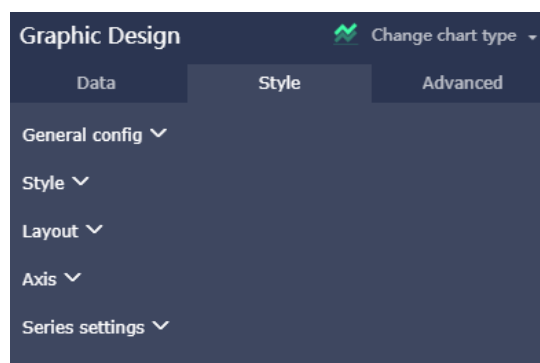 Graphic Design Change chart type
Data Style Advanced
General config
Style
Layout
Axis
Series settings